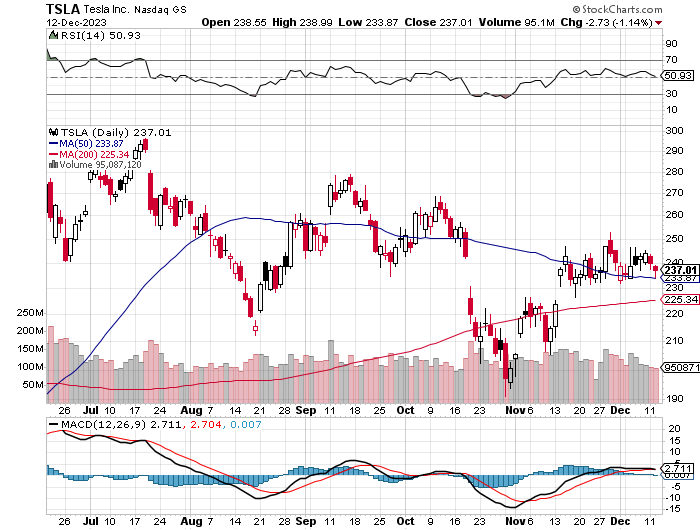 TSLA Tesla Inc. Nasdaq GS © StockCharts.com
12-Dec-2023 Open 238.55 High 238.99 Low 233.87 Close 237.01 Volume 95.1M Chg -2.73 (-1.14%)
RSI(14) 50.93
90
70
50.93
30
10
TSLA (Daily) 237.01
MA(50) 233.87
MA(200) 225.34
Volume 95,087,120
300
290
280
270
260
250
240
237.01
233.87
230
225.34
220
210
190
250M
200M
150M
100M
50M
950871
26 Jul 10 17 24 Aug 7 14 21 28 Sep 11 18 25 Oct 9 16 23 Nov 6 13 20 27 Dec 11
MACD(12,26,9) 2.711, 2.704, 0.007
20
15
10
5
2.711
0.007
-5
-10
-15
26 Jul 10 17 24 Aug 7 14 21 28 Sep 11 18 25 Oct 9 16 23 Nov 6 13 20 27 Dec 11